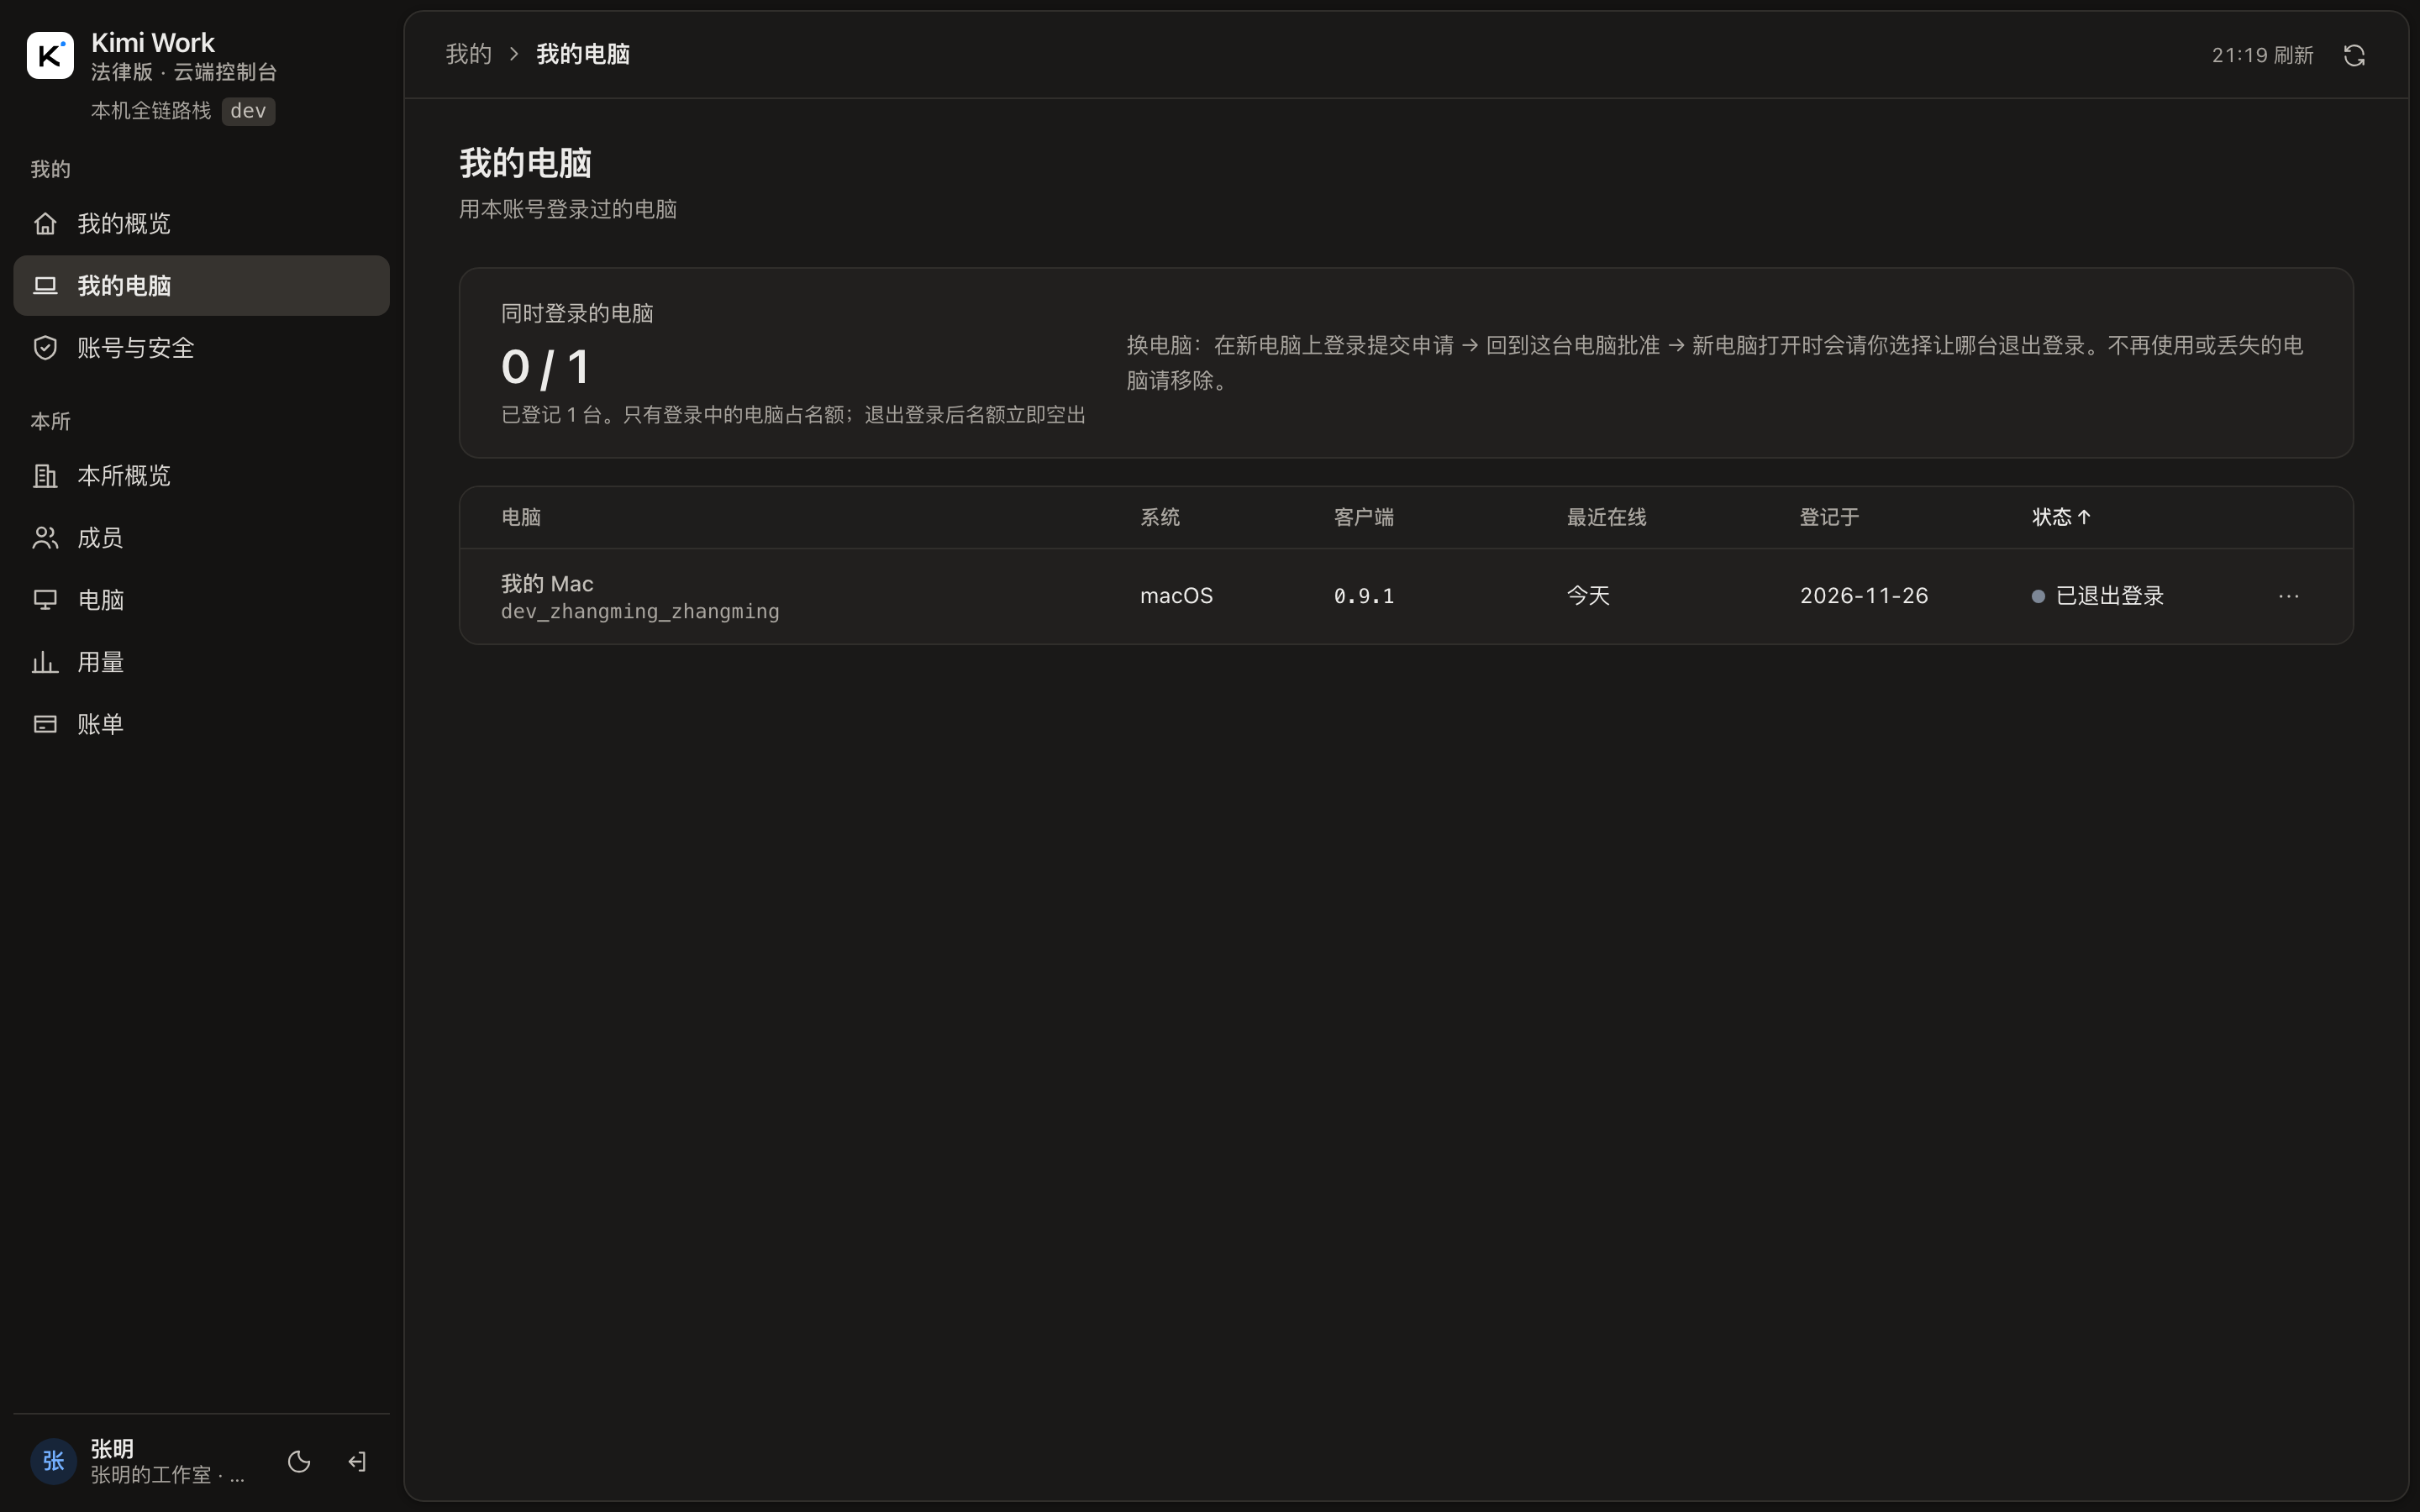 Kimi Work
法律版 · 云端控制台
本机全链路栈 dev
我的
我的概览
我的电脑
账号与安全
本所
本所概览
成员
电脑
用量
账单
张
张明
张明的工作室 · ...
我的 > 我的电脑
21:19 刷新
我的电脑
用本账号登录过的电脑
同时登录的电脑
0 / 1
已登记 1 台。只有登录中的电脑占名额；退出登录后名额立即空出
换电脑：在新电脑上登录提交申请 → 回到这台电脑批准 → 新电脑打开时会请你选择让哪台退出登录。不再使用或丢失的电
脑请移除。
电脑 系统 客户端 最近在线 登记于 状态 ↑
我的 Mac
dev_zhangming_zhangming
macOS 0.9.1 今天 2026-11-26 已退出登录 ...